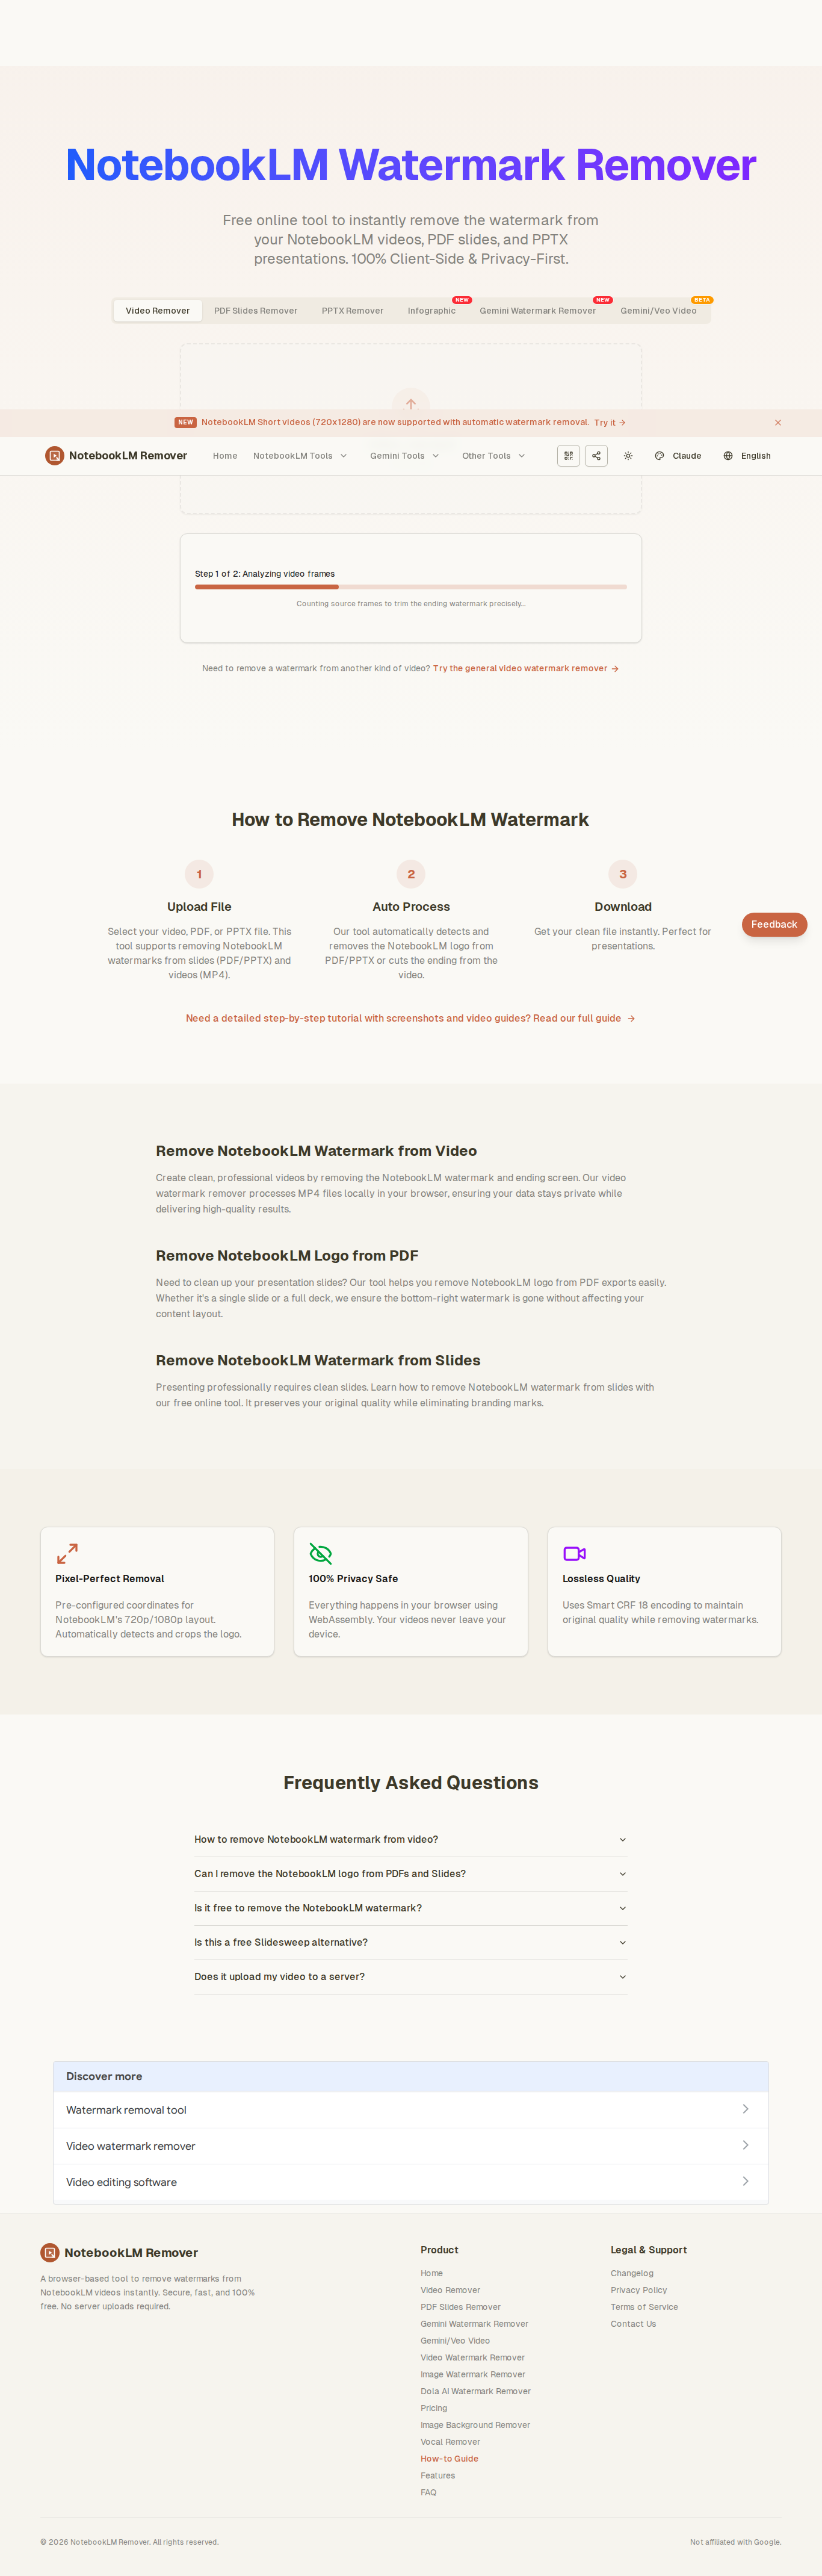 NotebookLM Watermark Remover
Free online tool to instantly remove the watermark from
your NotebookLM videos, PDF slides, and PPTX
presentations. 100% Client-Side & Privacy-First.
Video Remover
PDF Slides Remover
PPTX Remover
Infographic
NEW
Gemini Watermark Remover
NEW
Gemini/Veo Video
BETA
NEW NotebookLM Short videos (720x1280) are now supported with automatic watermark removal. Try it →
NotebookLM Remover
Home
NotebookLM Tools
Gemini Tools
Other Tools
Claude
English
Step 1 of 2: Analyzing video frames
Counting source frames to trim the ending watermark precisely...
Need to remove a watermark from another kind of video? Try the general video watermark remover →
How to Remove NotebookLM Watermark
1
Upload File
Select your video, PDF, or PPTX file. This
tool supports removing NotebookLM
watermarks from slides (PDF/PPTX) and
videos (MP4).
2
Auto Process
Our tool automatically detects and
removes the NotebookLM logo from
PDF/PPTX or cuts the ending from the
video.
3
Download
Get your clean file instantly. Perfect for
presentations.
Feedback
Need a detailed step-by-step tutorial with screenshots and video guides? Read our full guide →
Remove NotebookLM Watermark from Video
Create clean, professional videos by removing the NotebookLM watermark and ending screen. Our video
watermark remover processes MP4 files locally in your browser, ensuring your data stays private while
delivering high-quality results.
Remove NotebookLM Logo from PDF
Need to clean up your presentation slides? Our tool helps you remove NotebookLM logo from PDF exports easily.
Whether it's a single slide or a full deck, we ensure the bottom-right watermark is gone without affecting your
content layout.
Remove NotebookLM Watermark from Slides
Presenting professionally requires clean slides. Learn how to remove NotebookLM watermark from slides with
our free online tool. It preserves your original quality while eliminating branding marks.
Pixel-Perfect Removal
Pre-configured coordinates for
NotebookLM's 720p/1080p layout.
Automatically detects and crops the logo.
100% Privacy Safe
Everything happens in your browser using
WebAssembly. Your videos never leave your
device.
Lossless Quality
Uses Smart CRF 18 encoding to maintain
original quality while removing watermarks.
Frequently Asked Questions
How to remove NotebookLM watermark from video?
Can I remove the NotebookLM logo from PDFs and Slides?
Is it free to remove the NotebookLM watermark?
Is this a free Slidesweep alternative?
Does it upload my video to a server?
Discover more
Watermark removal tool
Video watermark remover
Video editing software
NotebookLM Remover
A browser-based tool to remove watermarks from
NotebookLM videos instantly. Secure, fast, and 100%
free. No server uploads required.
Product
Home
Video Remover
PDF Slides Remover
Gemini Watermark Remover
Gemini/Veo Video
Video Watermark Remover
Image Watermark Remover
Dola AI Watermark Remover
Pricing
Image Background Remover
Vocal Remover
How-to Guide
Features
FAQ
Legal & Support
Changelog
Privacy Policy
Terms of Service
Contact Us
© 2026 NotebookLM Remover. All rights reserved.
Not affiliated with Google.